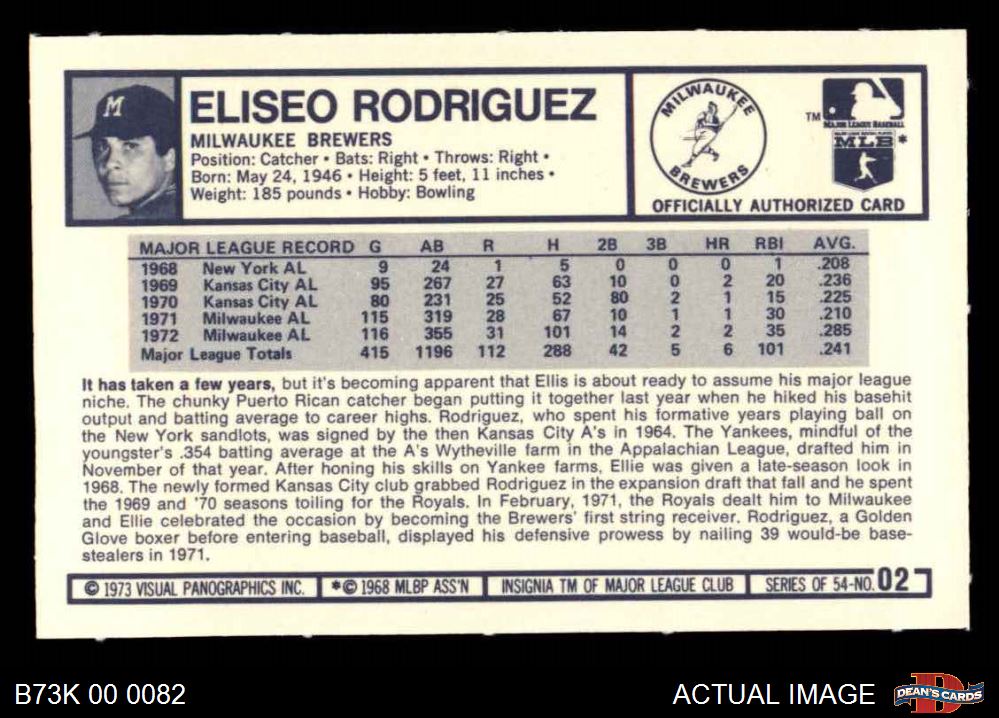 M
ELISEO RODRIGUEZ
MILWAUKEE BREWERS
Position: Catcher • Bats: Right • Throws: Right •
Born: May 24, 1946 • Height: 5 feet, 11 inches •
Weight: 185 pounds • Hobby: Bowling
MILWAUKEE
BREWERS
TM
MAJOR LEAGUE BASEBALL
MLB *
OFFICIALLY AUTHORIZED CARD
MAJOR LEAGUE RECORD G AB R H 2B 3B HR RBI AVG.
1968 New York AL 9 24 1 5 0 0 0 1 .208
1969 Kansas City AL 95 267 27 63 10 0 2 20 .236
1970 Kansas City AL 80 231 25 52 80 2 1 15 .225
1971 Milwaukee AL 115 319 28 67 10 1 1 30 .210
1972 Milwaukee AL 116 355 31 101 14 2 2 35 .285
Major League Totals 415 1196 112 288 42 5 6 101 .241
It has taken a few years, but it's becoming apparent that Ellis is about ready to assume his major league
niche. The chunky Puerto Rican catcher began putting it together last year when he hiked his basehit
output and batting average to career highs. Rodriguez, who spent his formative years playing ball on
the New York sandlots, was signed by the then Kansas City A's in 1964. The Yankees, mindful of the
youngster's .354 batting average at the A's Wytheville farm in the Appalachian League, drafted him in
November of that year. After honing his skills on Yankee farms, Ellie was given a late-season look in
1968. The newly formed Kansas City club grabbed Rodriguez in the expansion draft that fall and he spent
the 1969 and '70 seasons toiling for the Royals. In February, 1971, the Royals dealt him to Milwaukee
and Ellie celebrated the occasion by becoming the Brewers' first string receiver. Rodriguez, a Golden
Glove boxer before entering baseball, displayed his defensive prowess by nailing 39 would-be base-
stealers in 1971.
© 1973 VISUAL PANOGRAPHICS INC. *© 1968 MLBP ASS'N INSIGNIA TM OF MAJOR LEAGUE CLUB SERIES OF 54-NO. 02
B73K 00 0082
ACTUAL IMAGE
D
DEAN'S CARDS